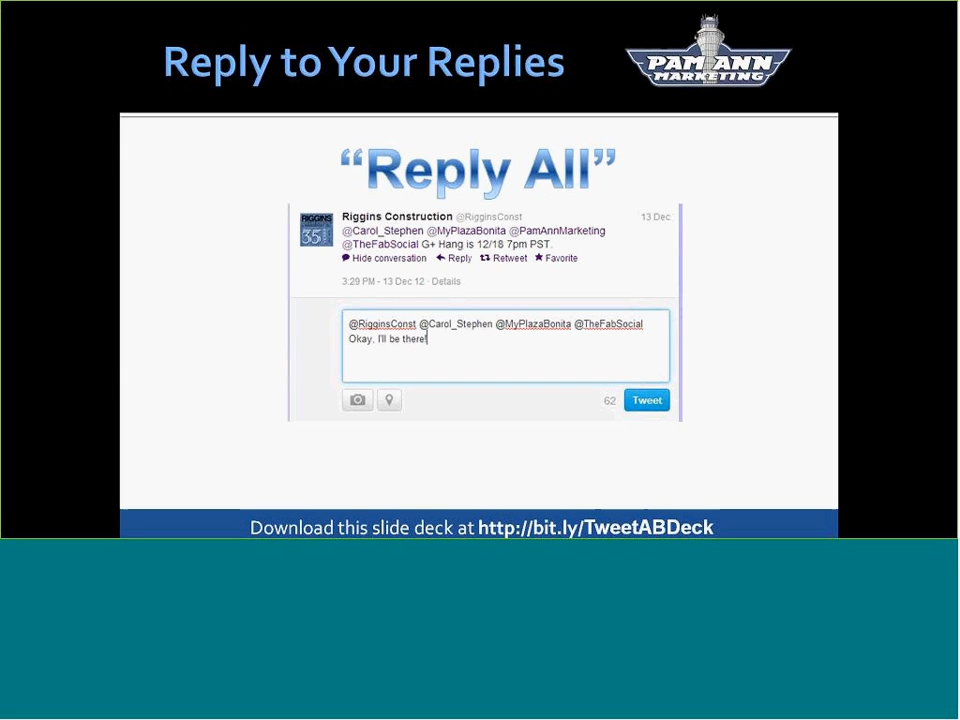 Reply to Your Replies
PAM ANN
MARKETING
“Reply All”
RIGGINS
35
Riggins Construction @RigginsConst 13 Dec
@Carol_Stephen @MyPlazaBonita @PamAnnMarketing
@TheFabSocial G+ Hang is 12/18 7pm PST.
Hide conversation Reply Retweet Favorite
3:29 PM - 13 Dec 12 · Details
@RigginsConst @Carol_Stephen @MyPlazaBonita @TheFabSocial
Okay, I'll be there!
62 Tweet
Download this slide deck at http://bit.ly/TweetABDeck